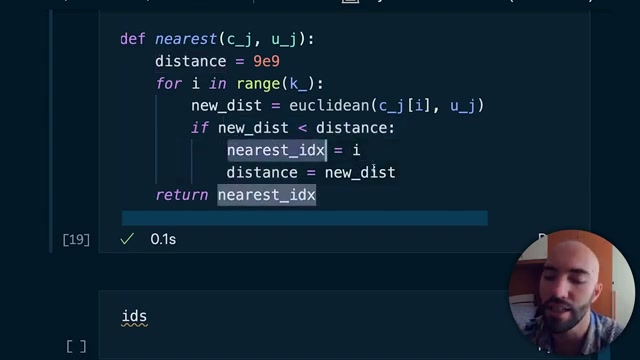 def nearest(c_j, u_j):
    distance = 9e9
    for i in range(k_):
        new_dist = euclidean(c_j[i], u_j)
        if new_dist < distance:
            nearest_idx = i
            distance = new_dist
    return nearest_idx
[19] 0.1s
ids
[ ]